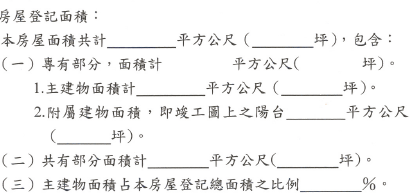 房屋登記面積：
本房屋面積共計________平方公尺（________坪），包含：
（一）專有部分，面積計 平方公尺( 坪)。
1.主建物面積計________平方公尺（________坪)。
2.附屬建物面積，即竣工圖上之陽台________平方公尺
(________坪)。
（二）共有部分面積計________平方公尺(________坪)。
（三）主建物面積占本房屋登記總面積之比例________%。